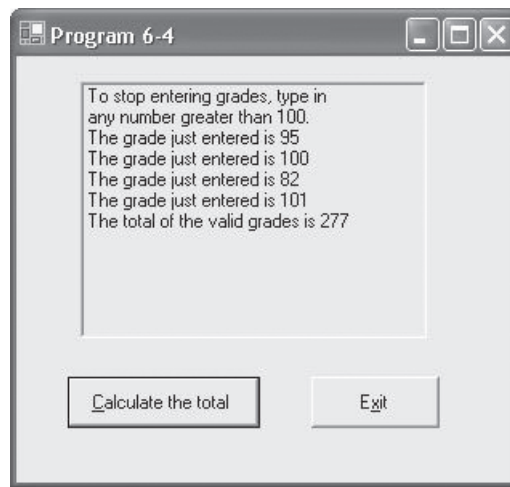 Program 6-4
To stop entering grades, type in
any number greater than 100.
The grade just entered is 95
The grade just entered is 100
The grade just entered is 82
The grade just entered is 101
The total of the valid grades is 277
Calculate the total
Exit